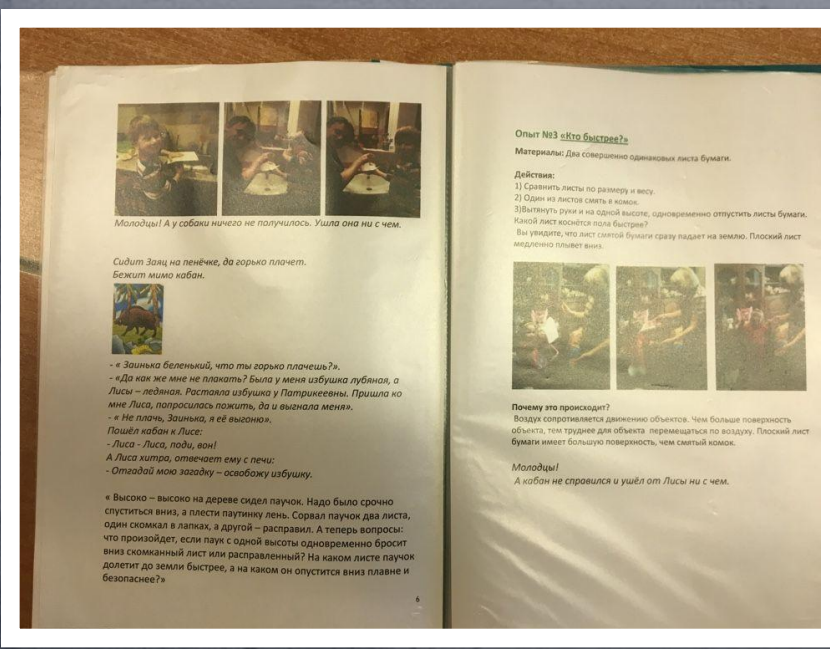 Молодцы! А у собаки ничего не получилось. Ушла она ни с чем.
Сидит Заяц на пенёчке, да горько плачет.
Бежит мимо кабан.
- « Заинька беленький, что ты горько плачешь?».
- «Да как же мне не плакать? Была у меня избушка лубяная, а
Лисы – ледяная. Растаяла избушка у Патрикеевны. Пришла ко
мне Лиса, попросилась пожить, да и выгнала меня».
- « Не плачь, Заинька, я её выгоню».
Пошёл кабан к Лисе:
- Лиса - Лиса, поди, вон!
А Лиса хитра, отвечает ему с печи:
- Отгадай мою загадку – освобожу избушку.
« Высоко – высоко на дереве сидел паучок. Надо было срочно
спуститься вниз, а плести паутинку лень. Сорвал паучок два листа,
один скомкал в лапках, а другой – расправил. А теперь вопросы:
что произойдет, если паук с одной высоты одновременно бросит
вниз скомканный лист или расправленный? На каком листе паучок
долетит до земли быстрее, а на каком он опустится вниз плавне и
безопаснее?»
6
Опыт №3 «Кто быстрее?»
Материалы: Два совершенно одинаковых листа бумаги.
Действия:
1) Сравнить листы по размеру и весу.
2) Один из листов смять в комок.
3)Вытянуть руки и на одной высоте, одновременно отпустить листы бумаги.
Какой лист коснётся пола быстрее?
Вы увидите, что лист смятой бумаги сразу падает на землю. Плоский лист
медленно плывет вниз.
Почему это происходит?
Воздух сопротивляется движению объектов. Чем больше поверхность
объекта, тем труднее для объекта перемещаться по воздуху. Плоский лист
бумаги имеет большую поверхность, чем смятый комок.
Молодцы!
А кабан не справился и ушёл от Лисы ни с чем.